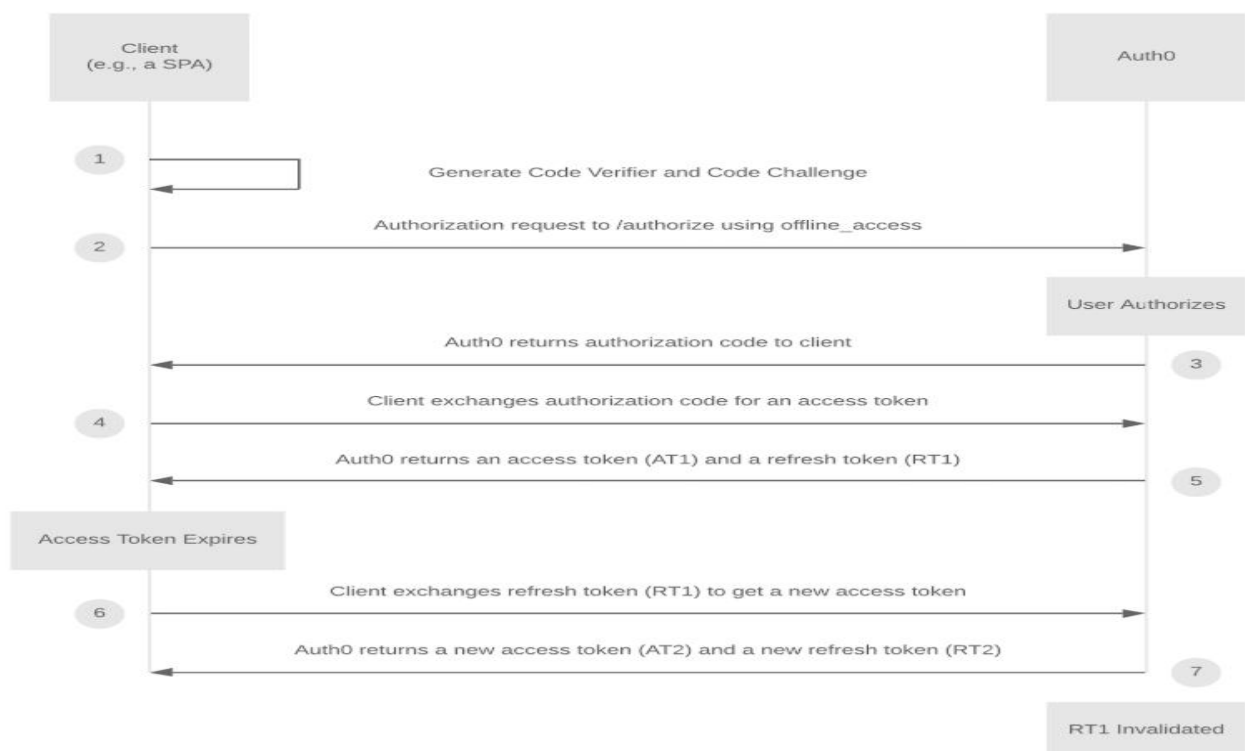 Client
(e.g., a SPA)
Auth0
1
Generate Code Verifier and Code Challenge
Authorization request to /authorize using offline_access
2
User Authorizes
Auth0 returns authorization code to client
3
Client exchanges authorization code for an access token
4
Auth0 returns an access token (AT1) and a refresh token (RT1)
5
Access Token Expires
Client exchanges refresh token (RT1) to get a new access token
6
Auth0 returns a new access token (AT2) and a new refresh token (RT2)
7
RT1 Invalidated